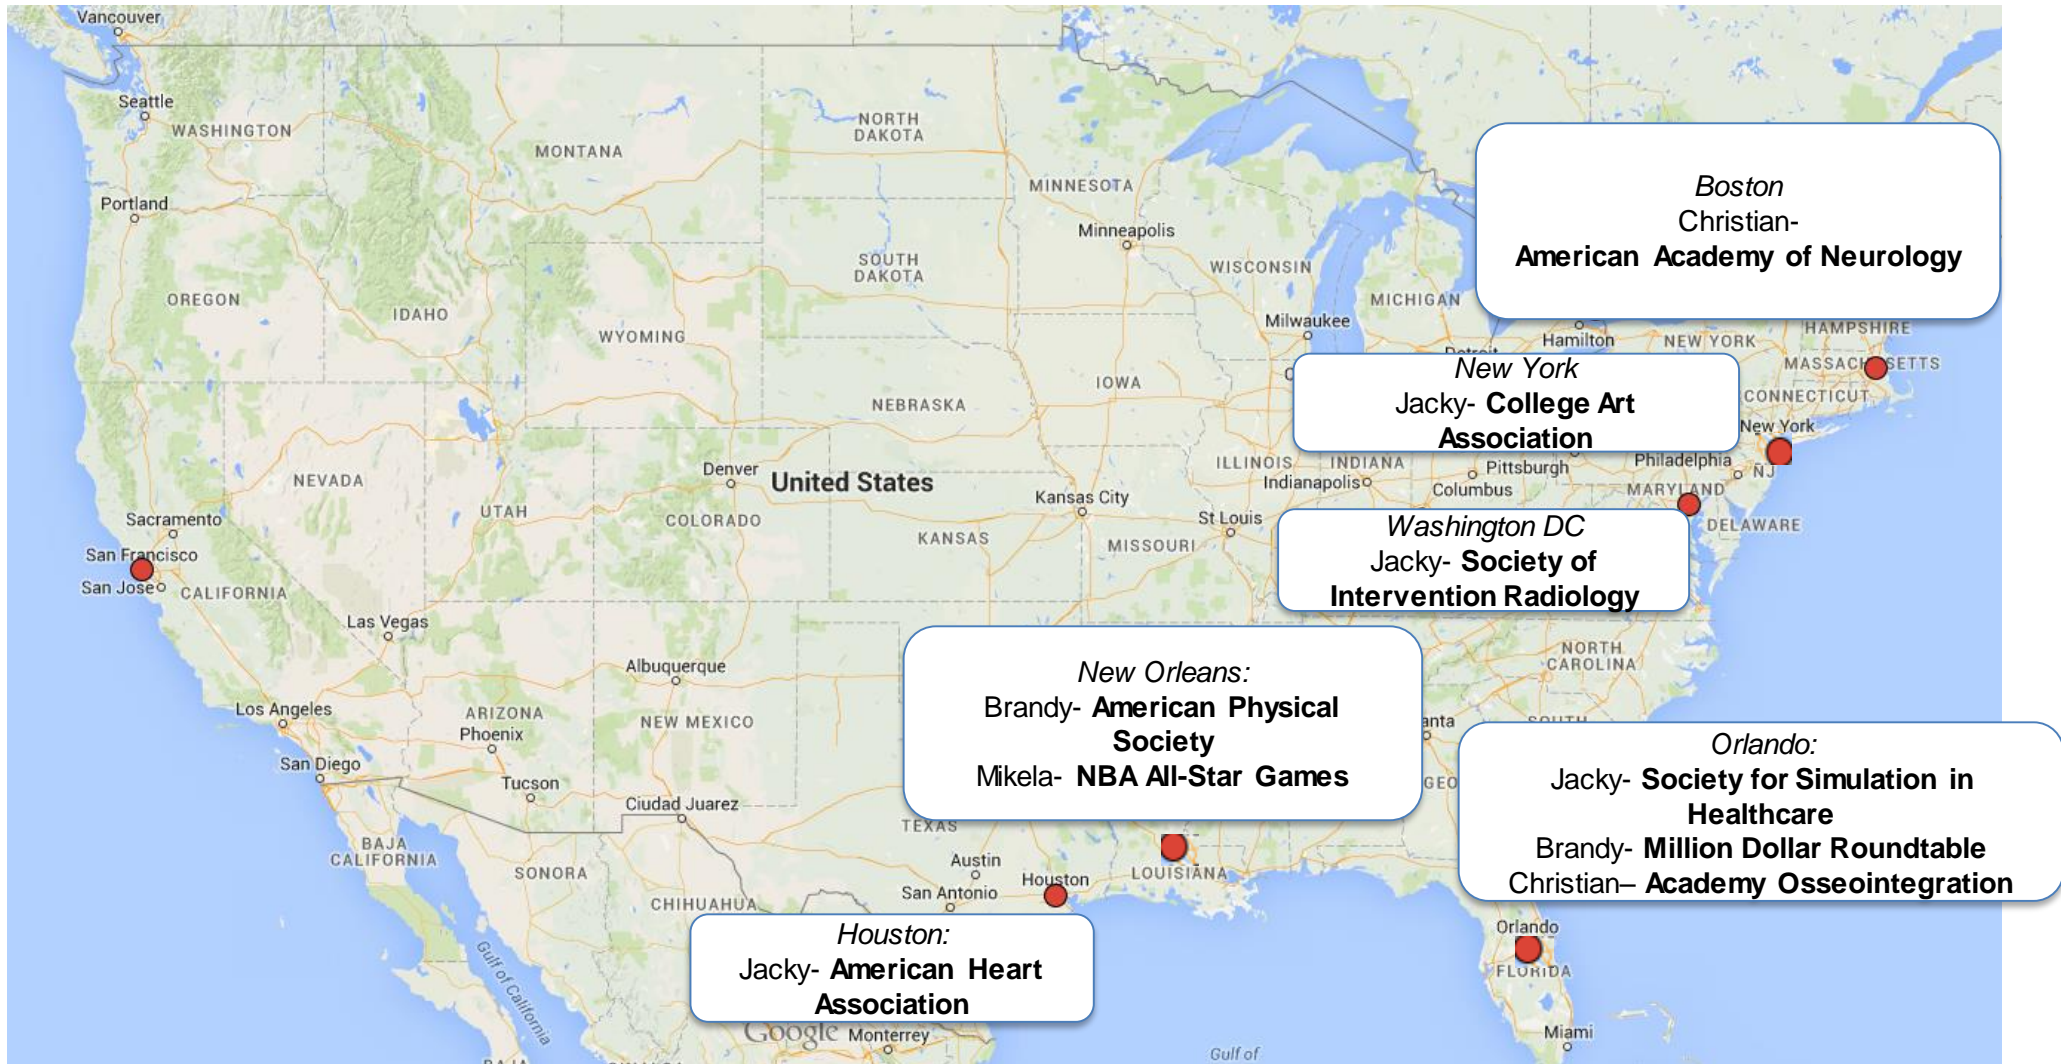 Vancouver
Seattle
WASHINGTON
NORTH
DAKOTA
MONTANA
MINNESOTA
Portland
Minneapolis
SOUTH
DAKOTA
WISCONSIN
OREGON
IDAHO
MICHIGAN
WYOMING
Milwaukee
Hamilton
NEW YORK
HAMPSHIRE
MASSACHUSETTS
CONNECTICUT
IOWA
NEBRASKA
New York
Boston
Christian-
American Academy of Neurology
New York
Jacky- College Art
Association
ILLINOIS
INDIANA
Pittsburgh
Philadelphia
NJ
Indianapolis
Columbus
MARYLAND
DELAWARE
NEVADA
UTAH
Denver
United States
Kansas City
COLORADO
KANSAS
St Louis
MISSOURI
Sacramento
San Francisco
San Jose
CALIFORNIA
Las Vegas
Washington DC
Jacky- Society of
Intervention Radiology
NORTH
CAROLINA
Albuquerque
Los Angeles
ARIZONA
Phoenix
NEW MEXICO
San Diego
Tucson
Ciudad Juarez
New Orleans:
Brandy- American Physical
Society
Mikela- NBA All-Star Games
SOUTH
anta
GEO
Orlando:
Jacky- Society for Simulation in
Healthcare
Brandy- Million Dollar Roundtable
Christian– Academy Osseointegration
TEXAS
BAJA
CALIFORNIA
SONORA
CHIHUAHUA
Austin
San Antonio
Houston
LOUISIANA
Orlando
FLORIDA
Houston:
Jacky- American Heart
Association
Gulf of California
Google
Monterrey
Miami
Gulf of